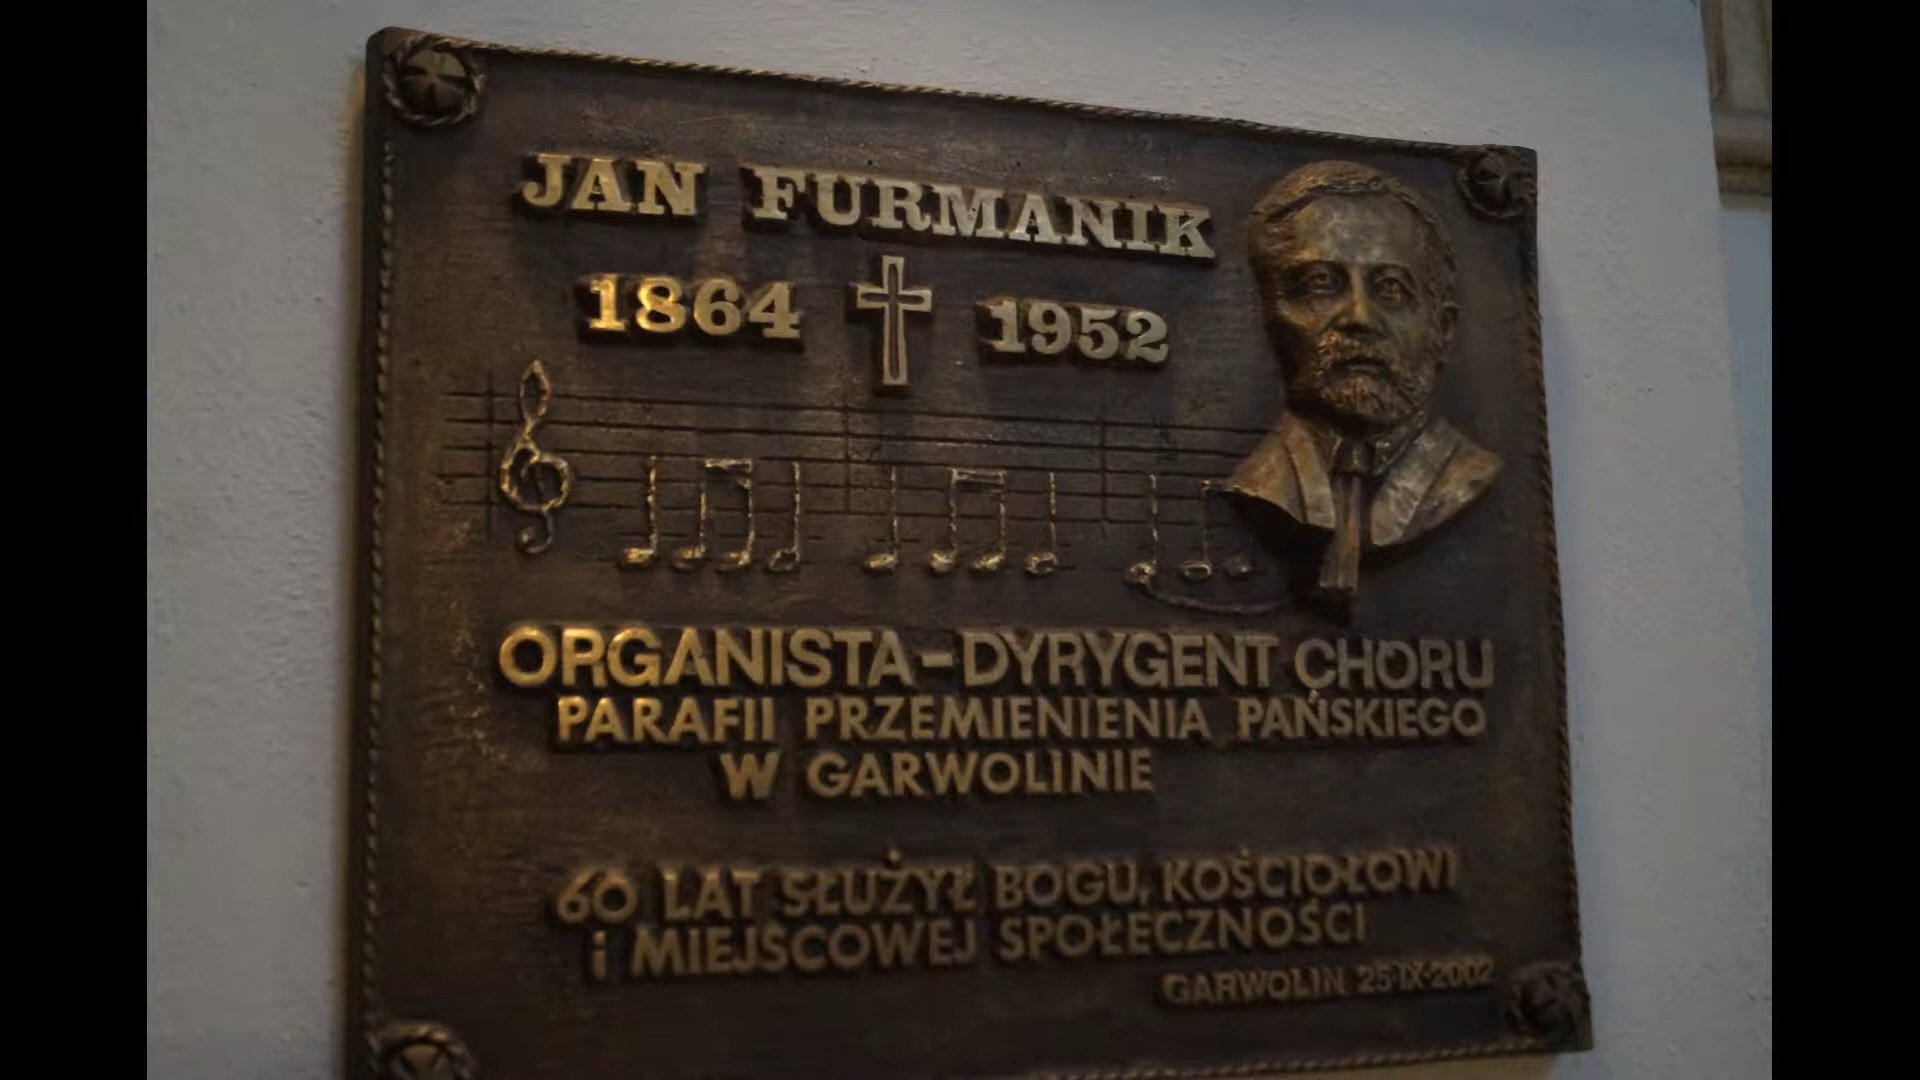 JAN FURMANIK
1864 1952
ORGANISTA-DYRYGENT CHÓRU
PARAFII PRZEMIENIENIA PAŃSKIEGO
W GARWOLINIE
60 LAT SŁUŻYŁ BOGU, KOŚCIOŁOWI
i MIEJSCOWEJ SPOŁECZNOŚCI
GARWOLIN 25·IX·2002